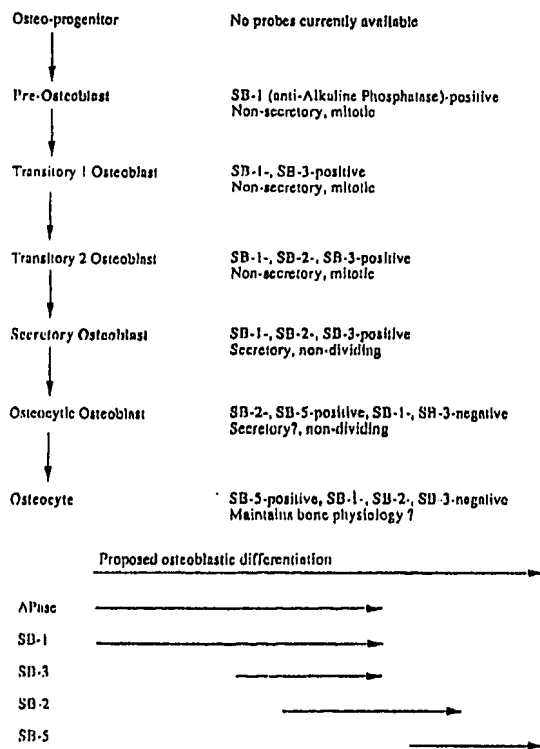 Osteo-progenitor No probes currently available
Pre-Osteoblast SB-1 (anti-Alkuline Phosphatase)-positive
Non-secretory, mitotic
Transitory 1 Osteoblast SB-1-, SB-3-positive
Non-secretory, mitotic
Transitory 2 Osteoblast SB-1-, SB-2-, SB-3-positive
Non-secretory, mitotic
Secretory Osteoblast SB-1-, SB-2-, SB-3-positive
Secretory, non-dividing
Osteocytic Osteoblast SB-2-, SB-5-positive, SB-1-, SB-3-negative
Secretory?, non-dividing
Osteocyte SB-5-positive, SB-1-, SB-2-, SB-3-negative
Maintains bone physiology ?
Proposed osteoblastic differentiation
APase
SB-1
SB-3
SB-2
SB-5